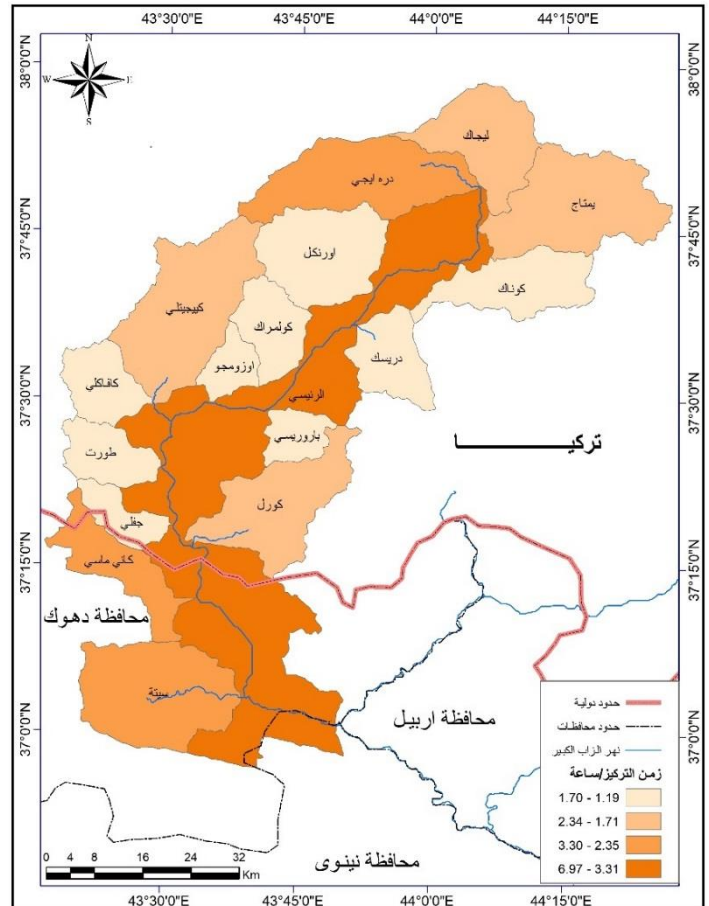 43°30'0"E 43°45'0"E 44°0'0"E 44°15'0"E
38°0'0"N 38°0'0"N
N
W E
S
ليجاك
دره ايجي
يمتاج
37°45'0"N 37°45'0"N
اورنكل
كوناك
كييجيتلي
كولمراك
دريسك
اوزومجو
كافاكلي
الرئيسي
37°30'0"N 37°30'0"N
باروريسي
طورت
تركيــــــــــا
كورل
جغلي
37°15'0"N 37°15'0"N
كاني ماسي
محافظة دهوك
سيتة
محافظة اربيل
37°0'0"N 37°0'0"N
حدود دولية
حدود محافظات
نهر الزاب الكبير
زمن التركيز/ساعة
1.70 - 1.19
2.34 - 1.71
3.30 - 2.35
6.97 - 3.31
محافظة نينوى
0 4 8 16 24 32
Km
43°30'0"E 43°45'0"E 44°0'0"E 44°15'0"E